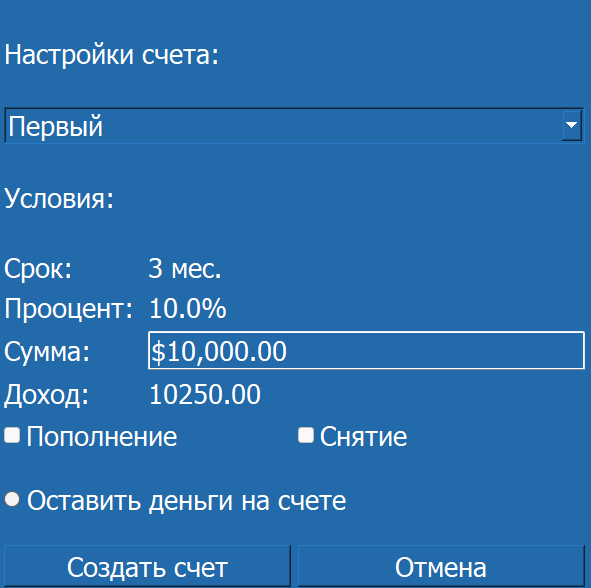 Настройки счета:
Первый
Условия:
Срок: 3 мес.
Прооцент: 10.0%
Сумма: $10,000.00
Доход: 10250.00
Пополнение Снятие
Оставить деньги на счете
Создать счет Отмена